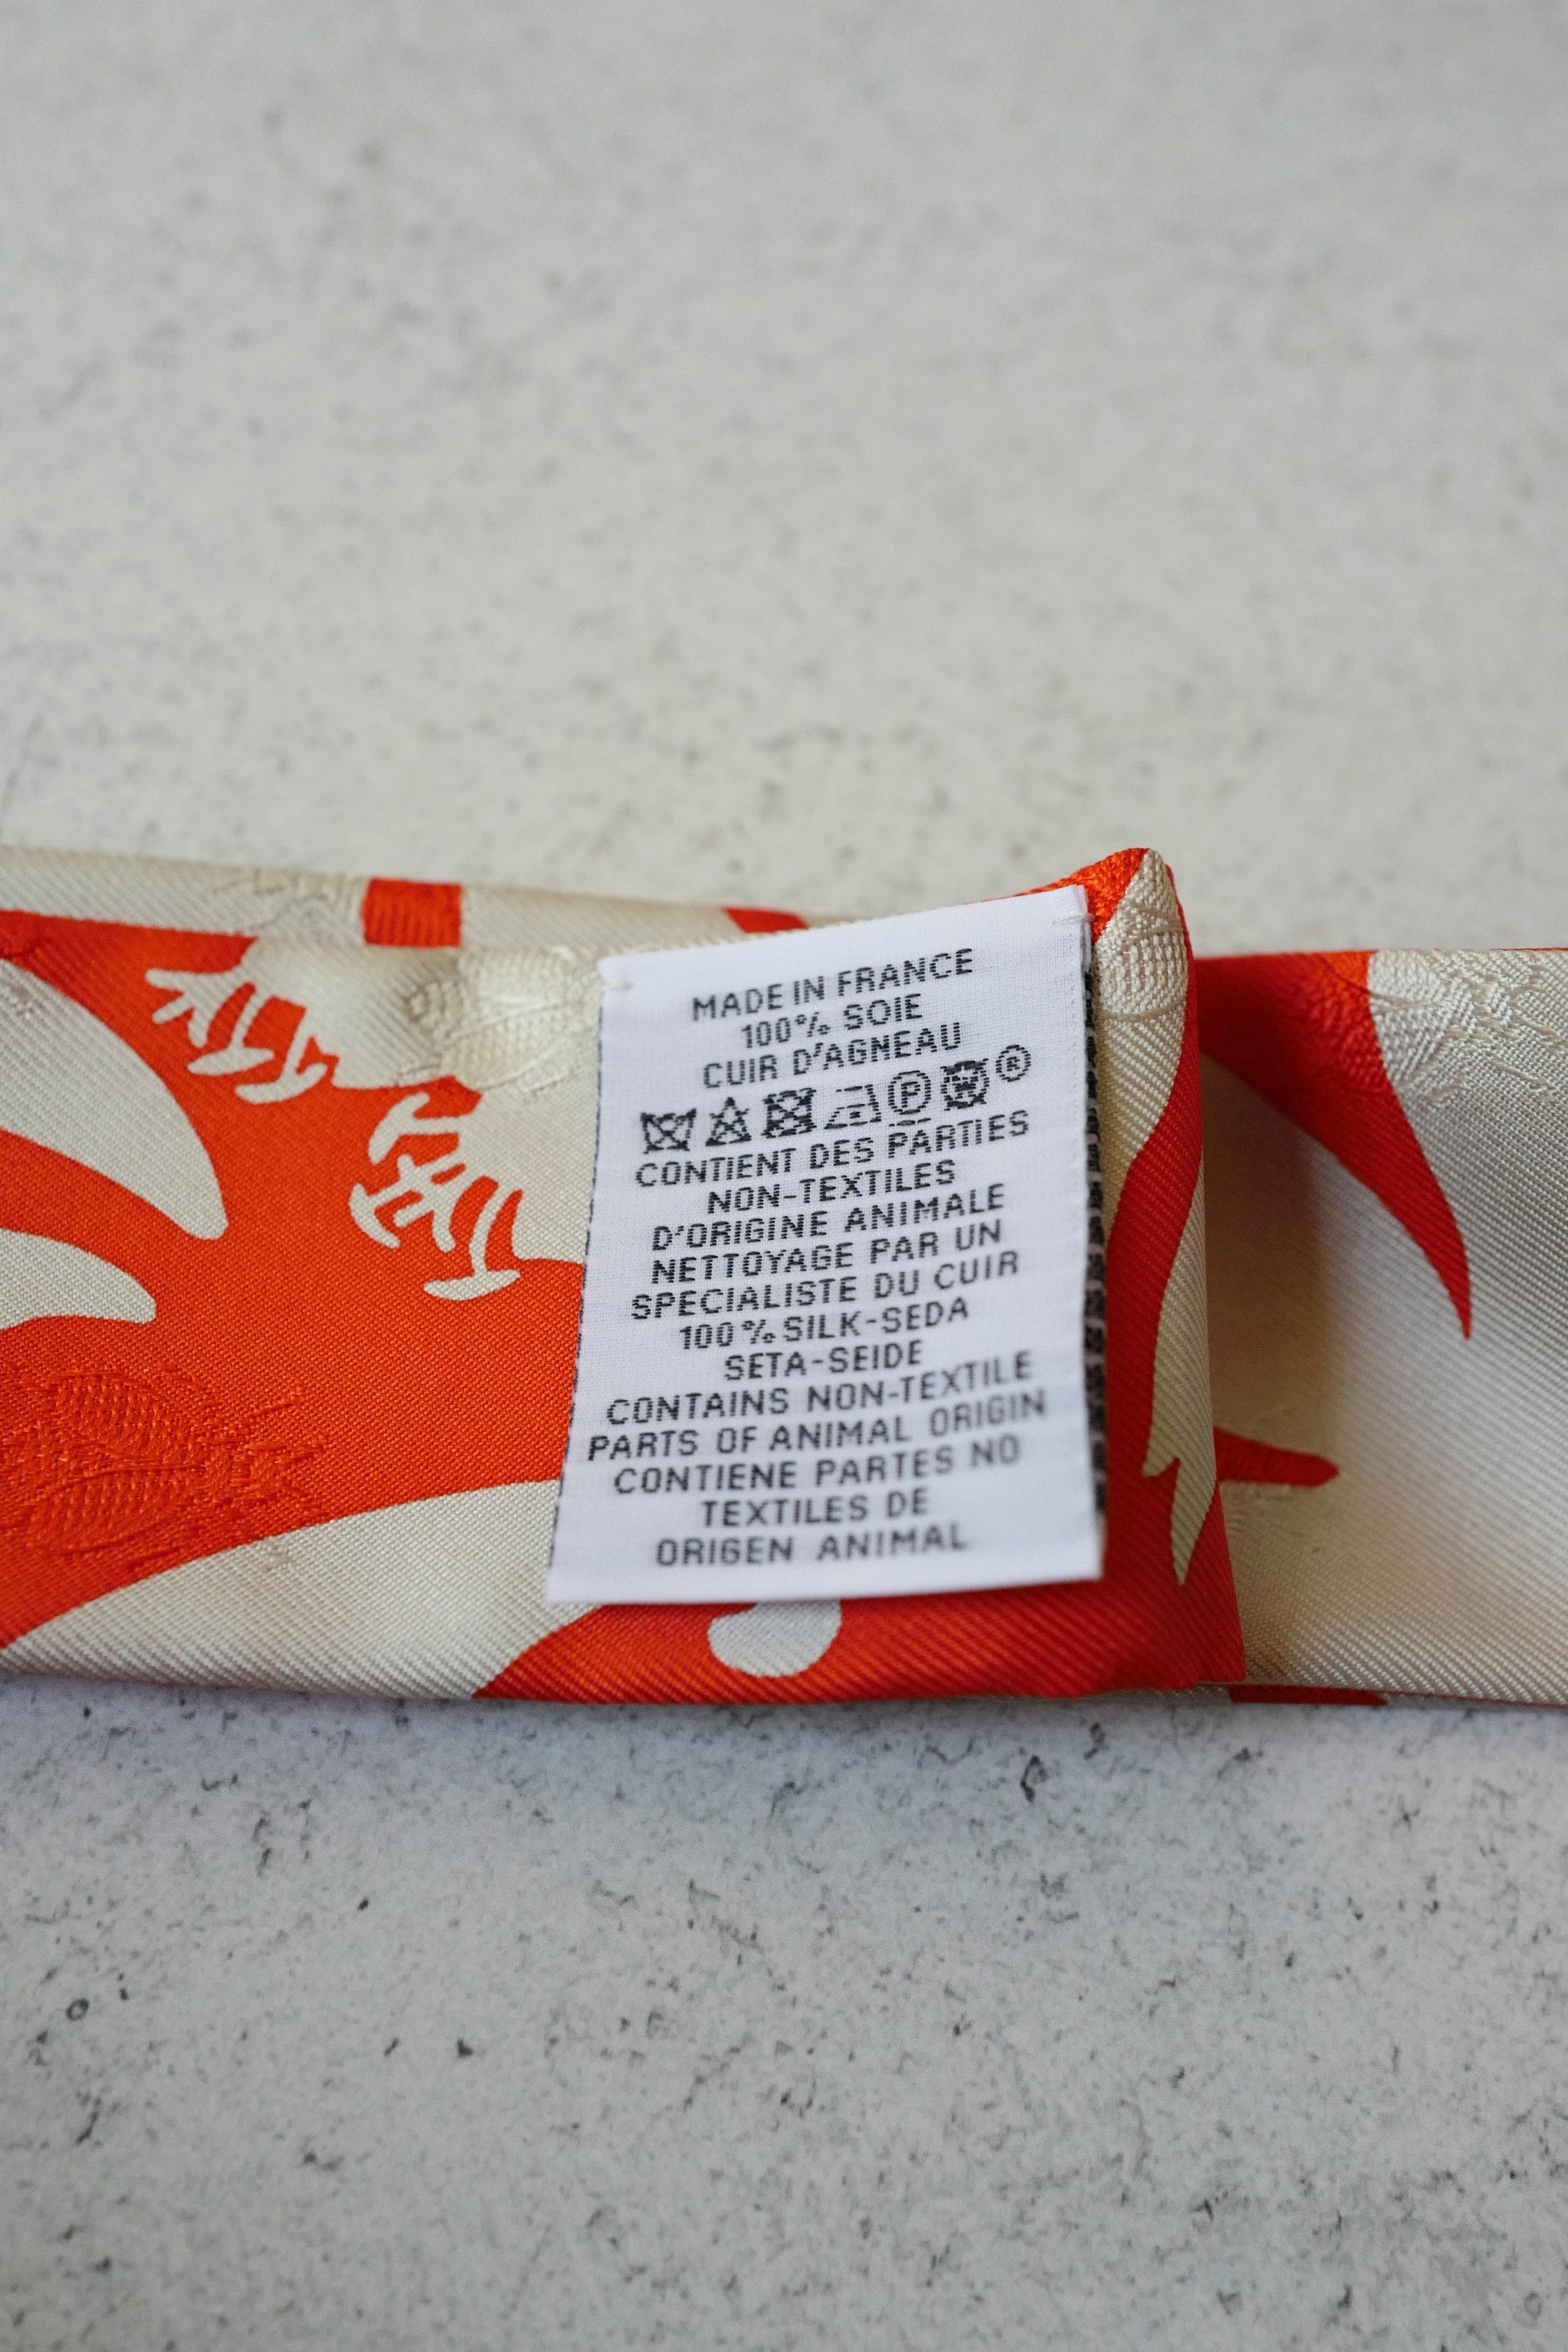 MADE IN FRANCE
100% SOIE
CUIR D'AGNEAU
P ®
CONTIENT DES PARTIES
NON-TEXTILES
D'ORIGINE ANIMALE
NETTOYAGE PAR UN
SPECIALISTE DU CUIR
100% SILK-SEDA
SETA-SEIDE
CONTAINS NON-TEXTILE
PARTS OF ANIMAL ORIGIN
CONTIENE PARTES NO
TEXTILES DE
ORIGEN ANIMAL